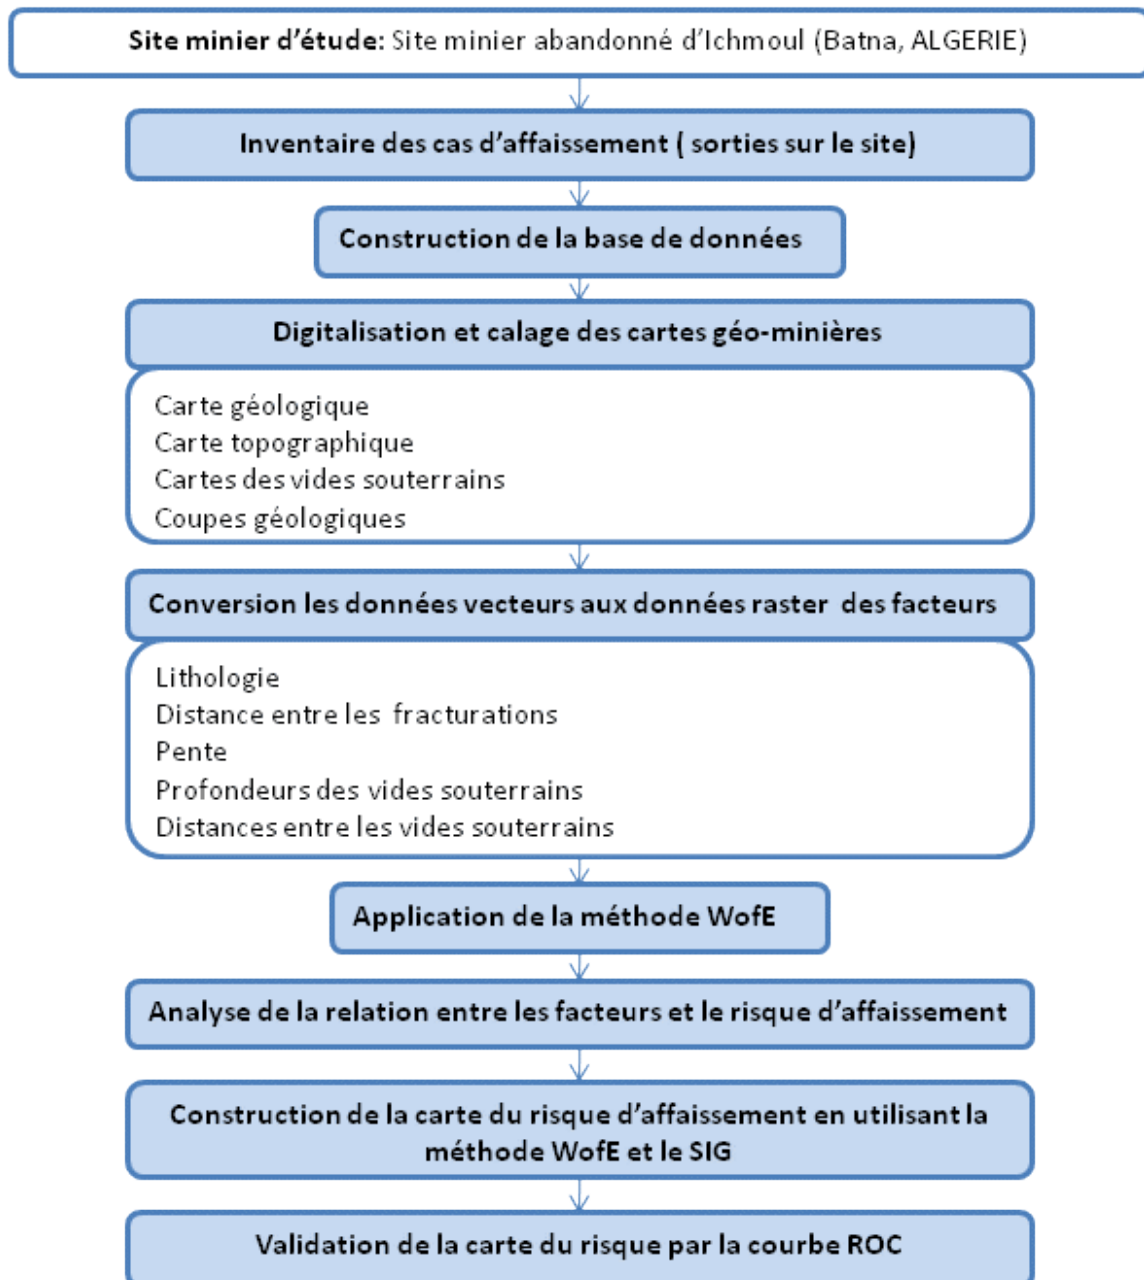 Site minier d’étude: Site minier abandonné d’Ichmoul (Batna, ALGERIE)
Inventaire des cas d’affaissement ( sorties sur le site)
Construction de la base de données
Digitalisation et calage des cartes géo-minières
Carte géologique
Carte topographique
Cartes des vides souterrains
Coupes géologiques
Conversion les données vecteurs aux données raster des facteurs
Lithologie
Distance entre les fracturations
Pente
Profondeurs des vides souterrains
Distances entre les vides souterrains
Application de la méthode WofE
Analyse de la relation entre les facteurs et le risque d’affaissement
Construction de la carte du risque d’affaissement en utilisant la
méthode WofE et le SIG
Validation de la carte du risque par la courbe ROC